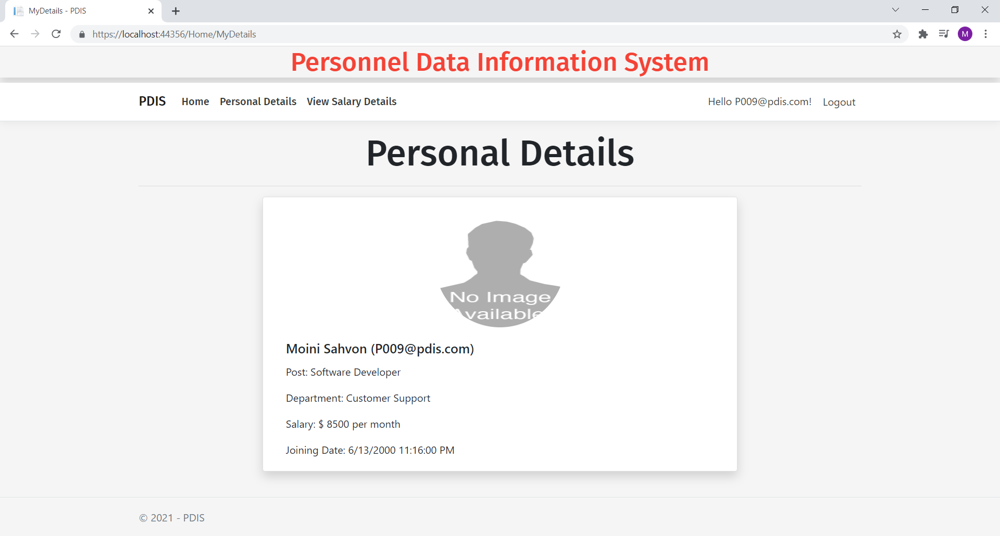 MyDetails - PDIS
https://localhost:44356/Home/MyDetails
M
Personnel Data Information System
PDIS Home Personal Details View Salary Details Hello P009@pdis.com! Logout
Personal Details
No Image
Available
Moini Sahvon (P009@pdis.com)
Post: Software Developer
Department: Customer Support
Salary: $ 8500 per month
Joining Date: 6/13/2000 11:16:00 PM
© 2021 - PDIS